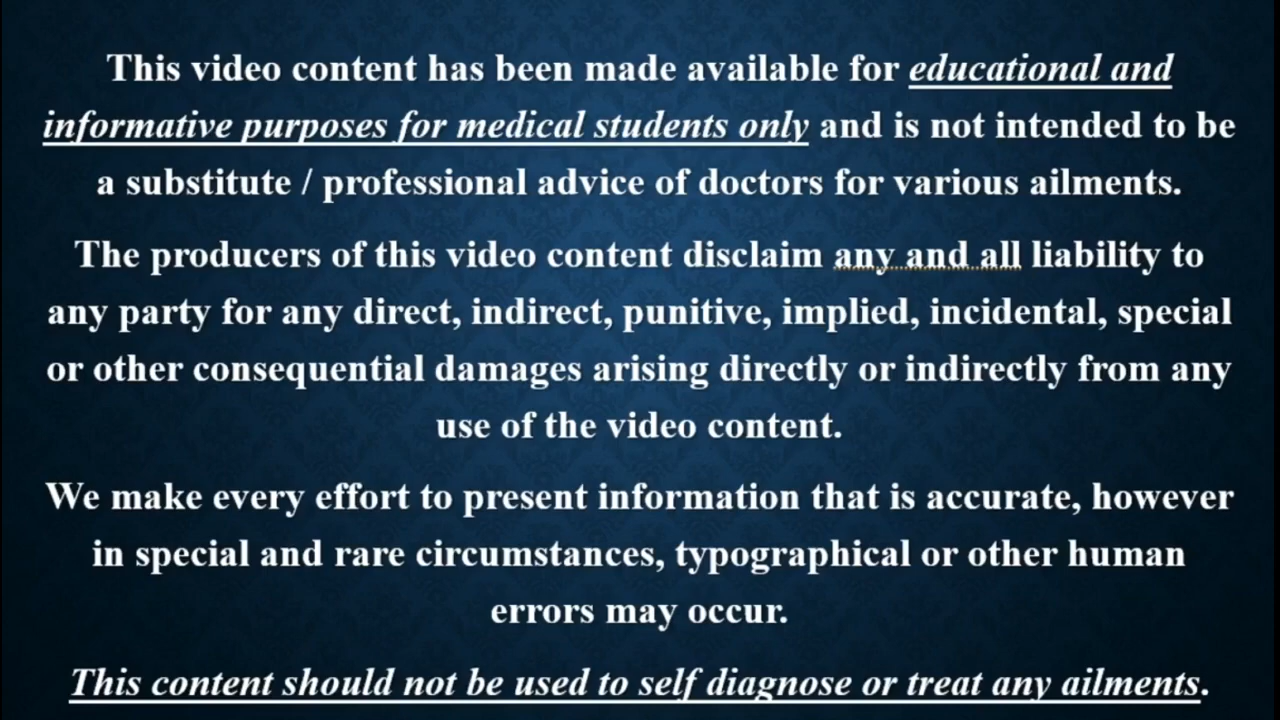 This video content has been made available for educational and
informative purposes for medical students only and is not intended to be
a substitute / professional advice of doctors for various ailments.
The producers of this video content disclaim any and all liability to
any party for any direct, indirect, punitive, implied, incidental, special
or other consequential damages arising directly or indirectly from any
use of the video content.
We make every effort to present information that is accurate, however
in special and rare circumstances, typographical or other human
errors may occur.
This content should not be used to self diagnose or treat any ailments.